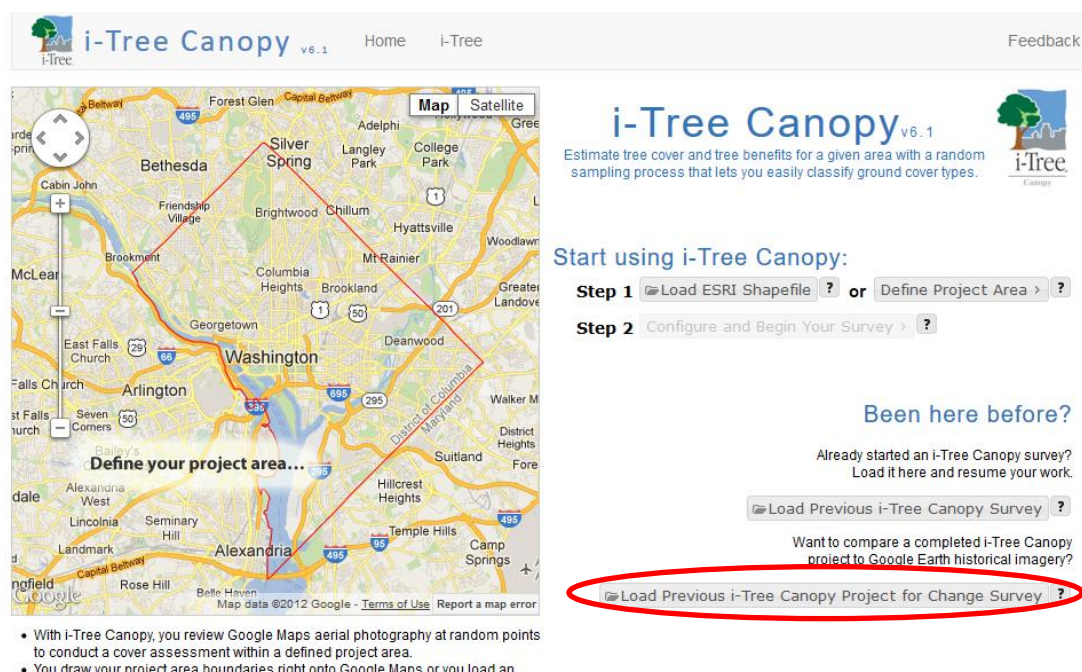 i-Tree
i-Tree Canopy v6.1
Home
i-Tree
Feedback
Map
Satellite
Beltway
Forest Glen
Capital Beltway
495
Adelphi
Silver Spring
Langley Park
College Park
Bethesda
Cabin John
1
Friendship Village
Brightwood
Chillum
Hyattsville
Woodlawn
Brookmont
Mt Rainier
McLean
Columbia Heights
Brookland
Greater
Landove
1
50
201
Georgetown
Deanwood
East Falls Church
29
66
Washington
Falls Church
Arlington
395
695
295
District of Columbia
Maryland
Walker M
st Falls
Seven Corners
50
District Heights
Bailey's
Define your project area...
295
Suitland
Fore
dale
Alexandria West
Hillcrest Heights
Lincolnia
Seminary Hill
Temple Hills
495
Landmark
Alexandria
495
95
Camp Springs
Capital Beltway
ngfield
Rose Hill
Belle Haven
Google
Map data ©2012 Google - Terms of Use
Report a map error
• With i-Tree Canopy, you review Google Maps aerial photography at random points
to conduct a cover assessment within a defined project area.
• You draw your project area boundaries right onto Google Maps or you load an
i-Tree Canopy v6.1
Estimate tree cover and tree benefits for a given area with a random
sampling process that lets you easily classify ground cover types.
i-Tree
Canopy
Start using i-Tree Canopy:
Step 1 Load ESRI Shapefile ? or Define Project Area › ?
Step 2 Configure and Begin Your Survey › ?
Been here before?
Already started an i-Tree Canopy survey?
Load it here and resume your work.
Load Previous i-Tree Canopy Survey ?
Want to compare a completed i-Tree Canopy
project to Google Earth historical imagery?
Load Previous i-Tree Canopy Project for Change Survey ?